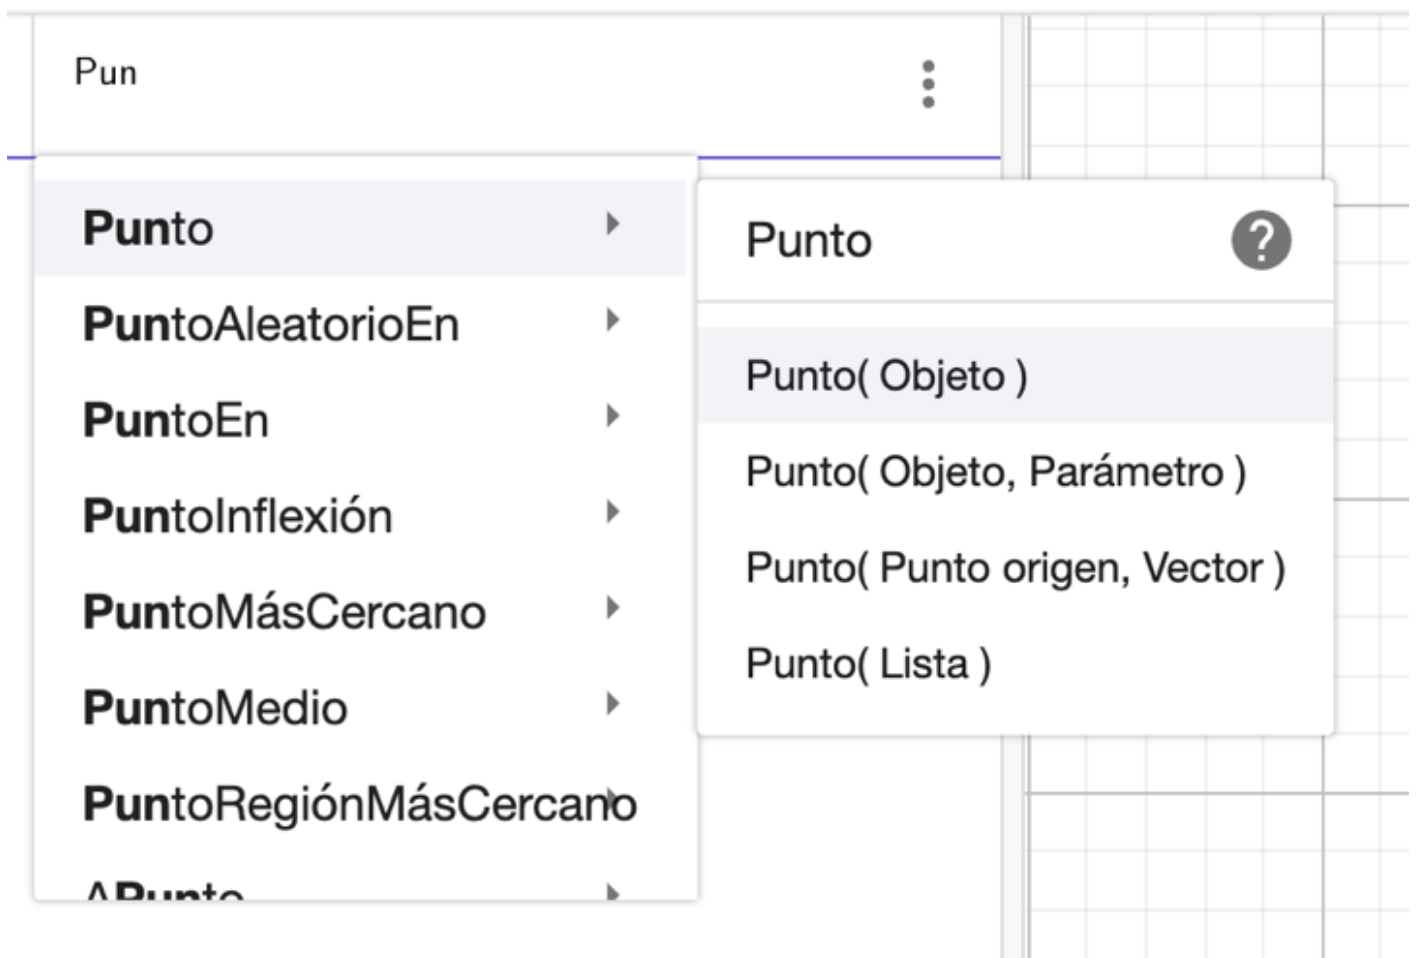 Pun
Punto
PuntoAleatorioEn
PuntoEn
PuntoInflexión
PuntoMásCercano
PuntoMedio
PuntoRegiónMásCercano
APunto
Punto
Punto( Objeto )
Punto( Objeto, Parámetro )
Punto( Punto origen, Vector )
Punto( Lista )